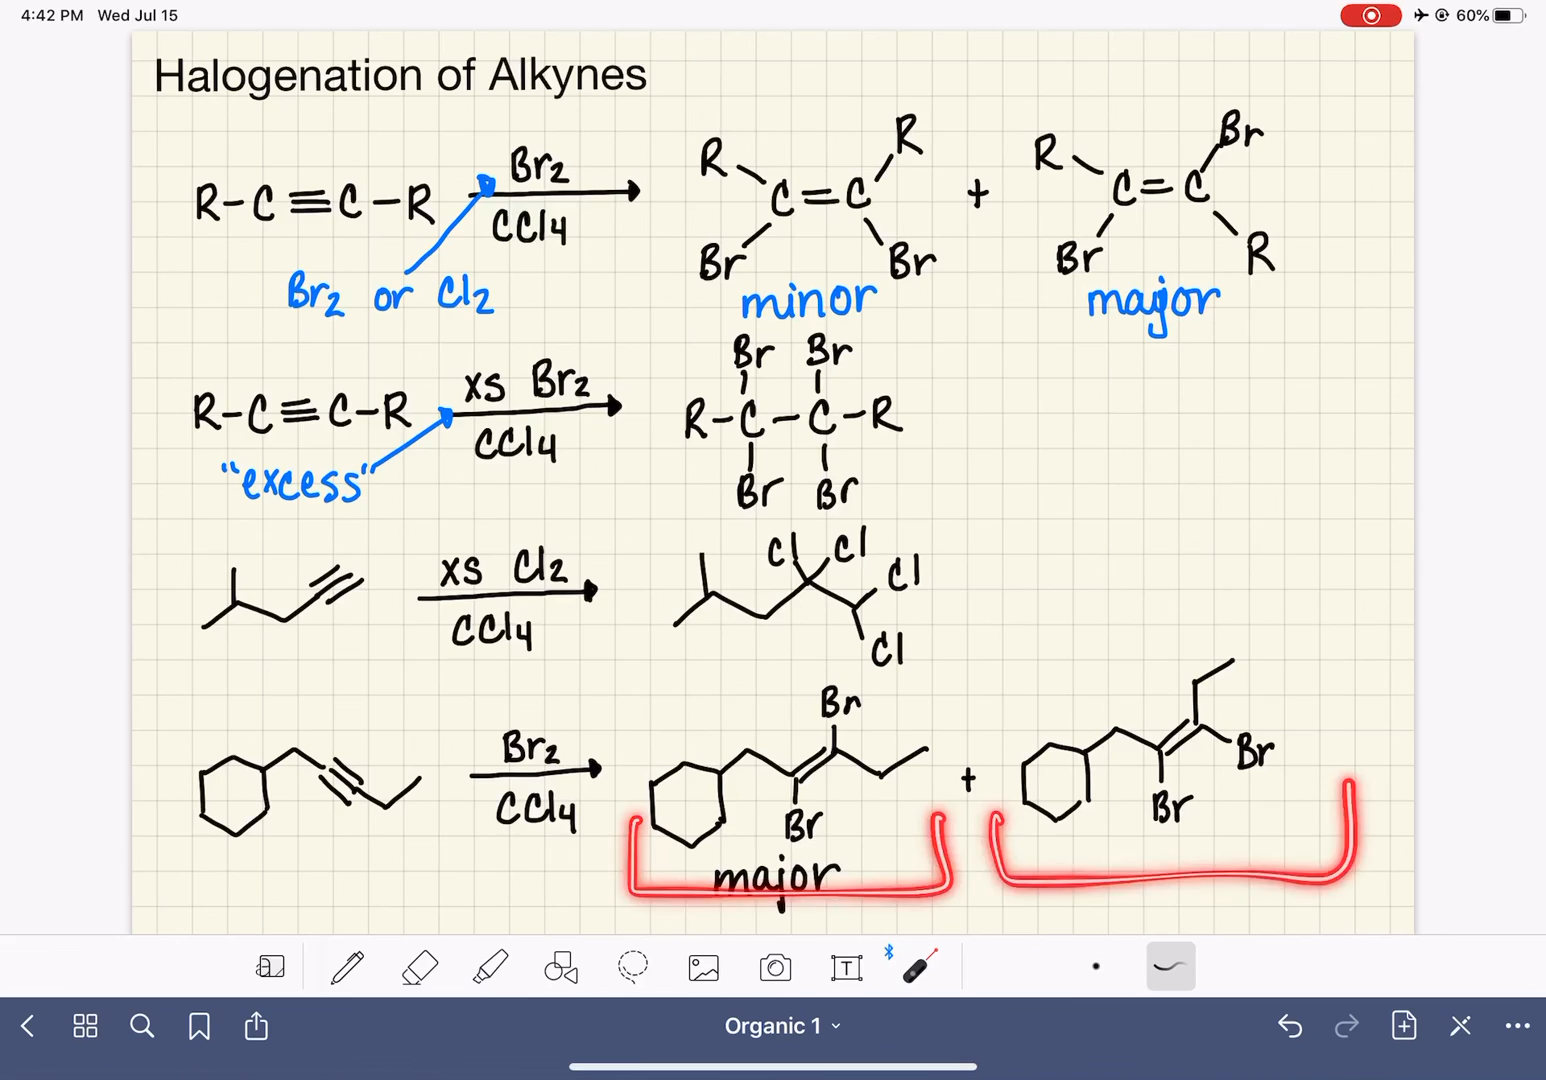 4:42 PM Wed Jul 15
60%
Halogenation of Alkynes
R-C≡C-R
Br2
CCl4
Br2 or Cl2
R R
C=C
Br Br
minor
+
R Br
C=C
Br R
major
R-C≡C-R
xs Br2
CCl4
"excess"
Br Br
R-C-C-R
Br Br
xs Cl2
CCl4
Cl Cl
Cl
Cl
Br2
CCl4
Br
Br
major
+
Br
Br
T
Organic 1